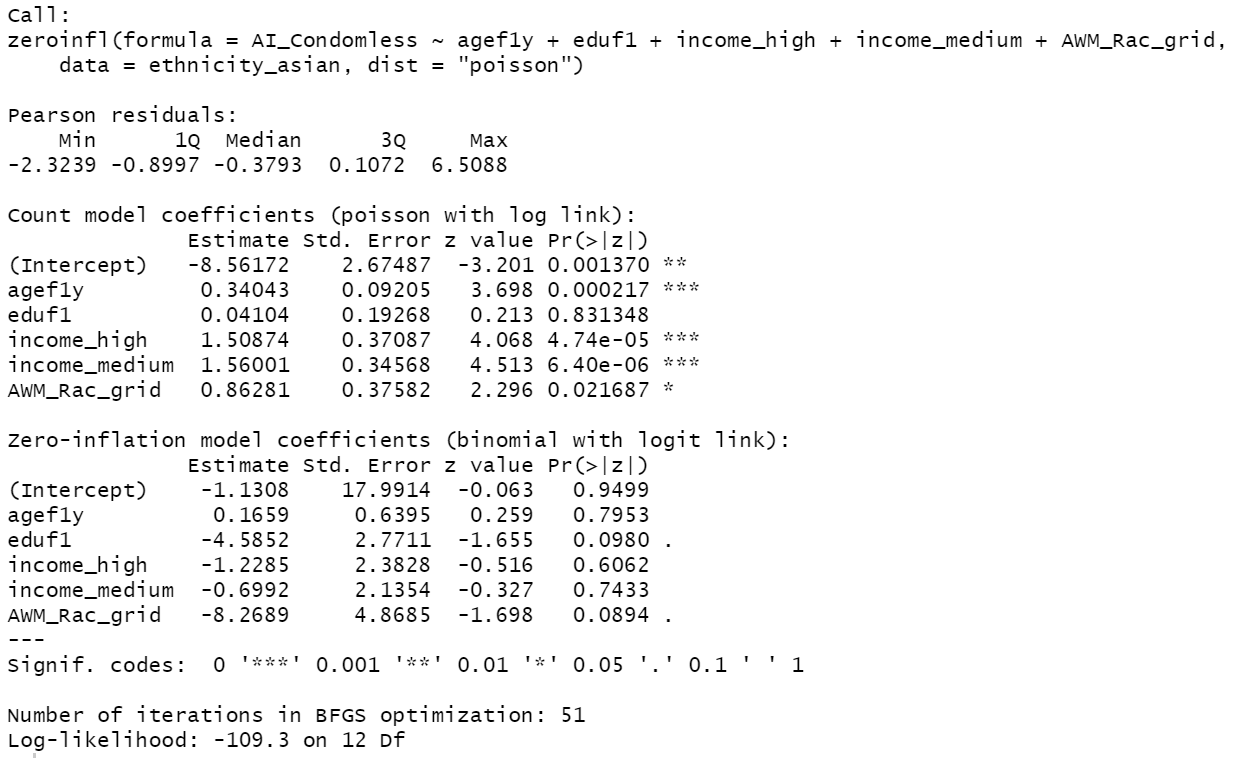 Call:
zeroinfl(formula = AI_Condomless ~ agef1y + eduf1 + income_high + income_medium + AWM_Rac_grid,
    data = ethnicity_asian, dist = "poisson")

Pearson residuals:
    Min      1Q  Median      3Q     Max
-2.3239 -0.8997 -0.3793  0.1072  6.5088

Count model coefficients (poisson with log link):
              Estimate Std. Error z value Pr(>|z|)
(Intercept)   -8.56172    2.67487  -3.201 0.001370 **
agef1y         0.34043    0.09205   3.698 0.000217 ***
eduf1          0.04104    0.19268   0.213 0.831348
income_high    1.50874    0.37087   4.068 4.74e-05 ***
income_medium  1.56001    0.34568   4.513 6.40e-06 ***
AWM_Rac_grid   0.86281    0.37582   2.296 0.021687 *

Zero-inflation model coefficients (binomial with logit link):
              Estimate Std. Error z value Pr(>|z|)
(Intercept)    -1.1308    17.9914  -0.063   0.9499
agef1y          0.1659     0.6395   0.259   0.7953
eduf1          -4.5852     2.7711  -1.655   0.0980 .
income_high    -1.2285     2.3828  -0.516   0.6062
income_medium  -0.6992     2.1354  -0.327   0.7433
AWM_Rac_grid   -8.2689     4.8685  -1.698   0.0894 .
---
Signif. codes:  0 '***' 0.001 '**' 0.01 '*' 0.05 '.' 0.1 ' ' 1

Number of iterations in BFGS optimization: 51
Log-likelihood: -109.3 on 12 Df